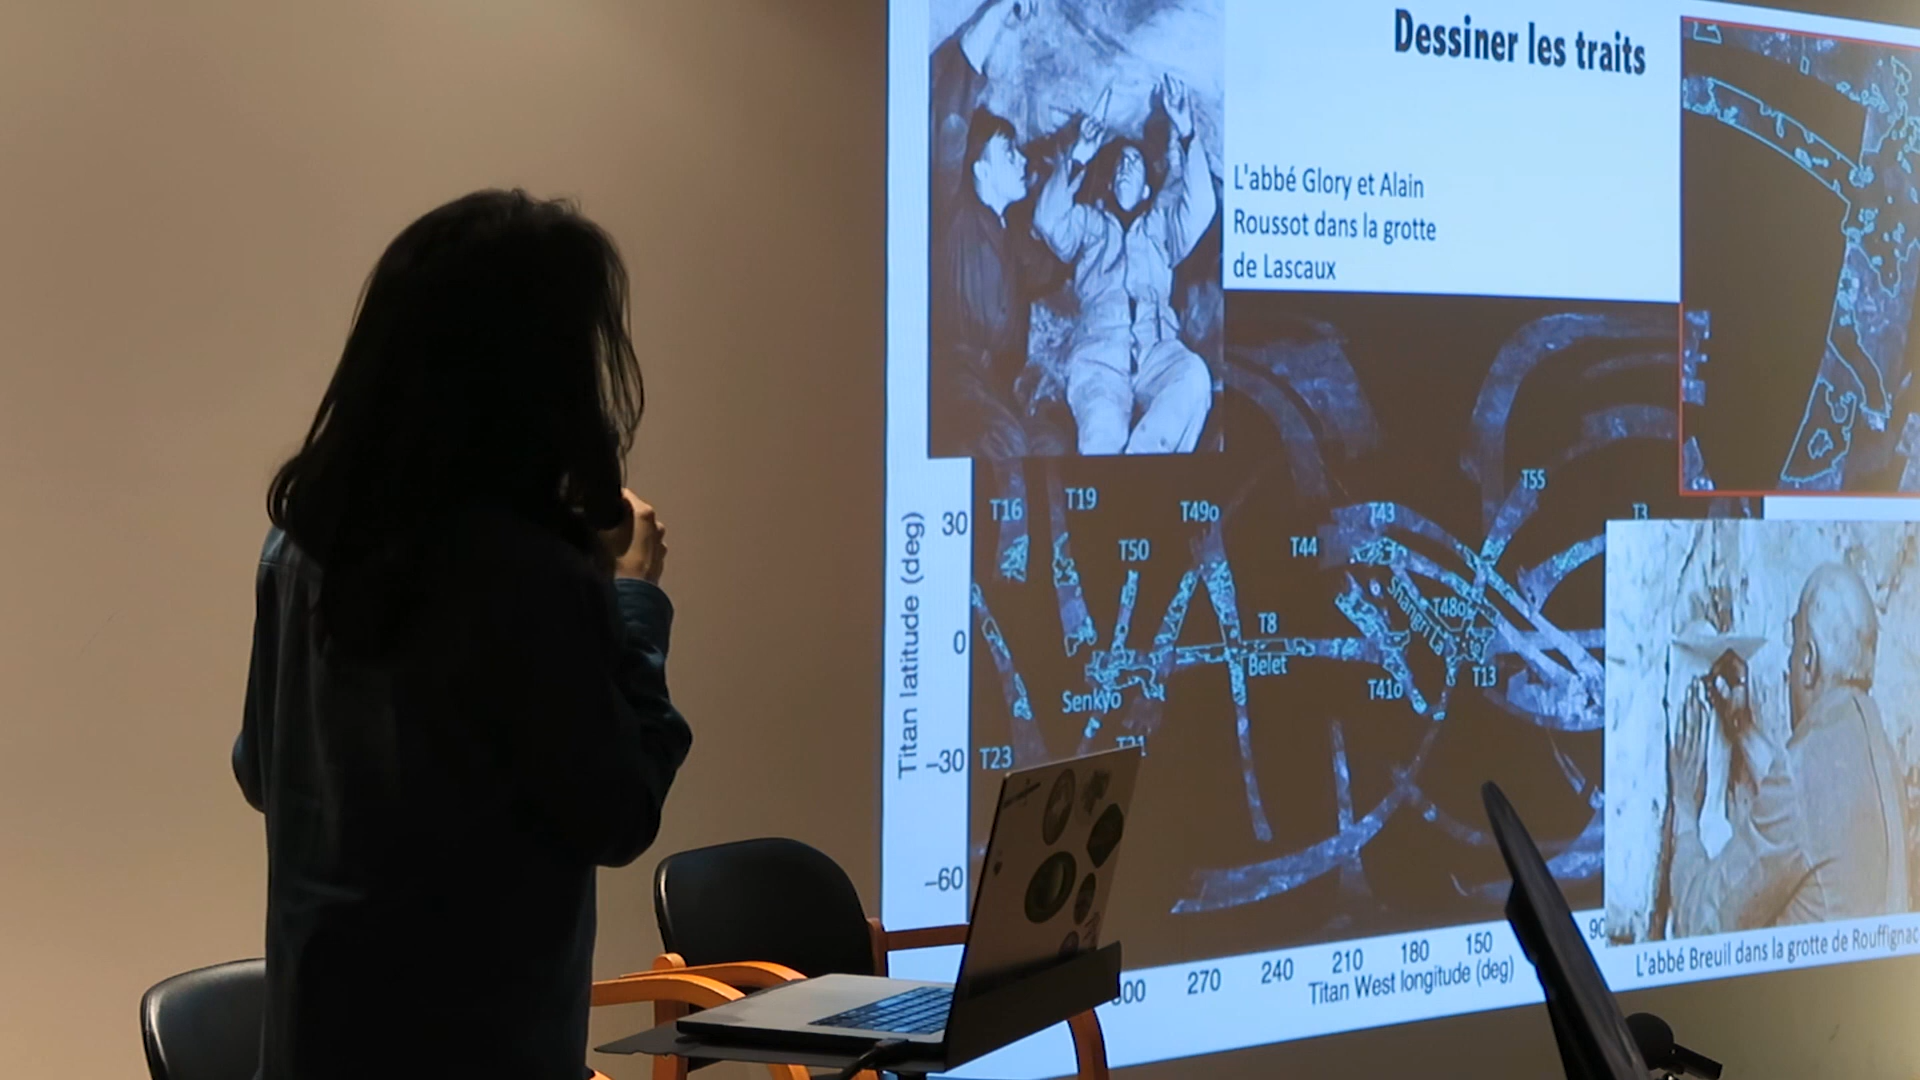 Dessiner les traits
L'abbé Glory et Alain
Roussot dans la grotte
de Lascaux
T16
T19
T49o
T43
T55
T3
T50
T44
Shangri La
T48o
T8
Belet
T41o
T13
Senkyo
T23
T21
30
0
–30
–60
Titan latitude (deg)
300 270 240 210 180 150 90
Titan West longitude (deg)
L'abbé Breuil dans la grotte de Rouffignac